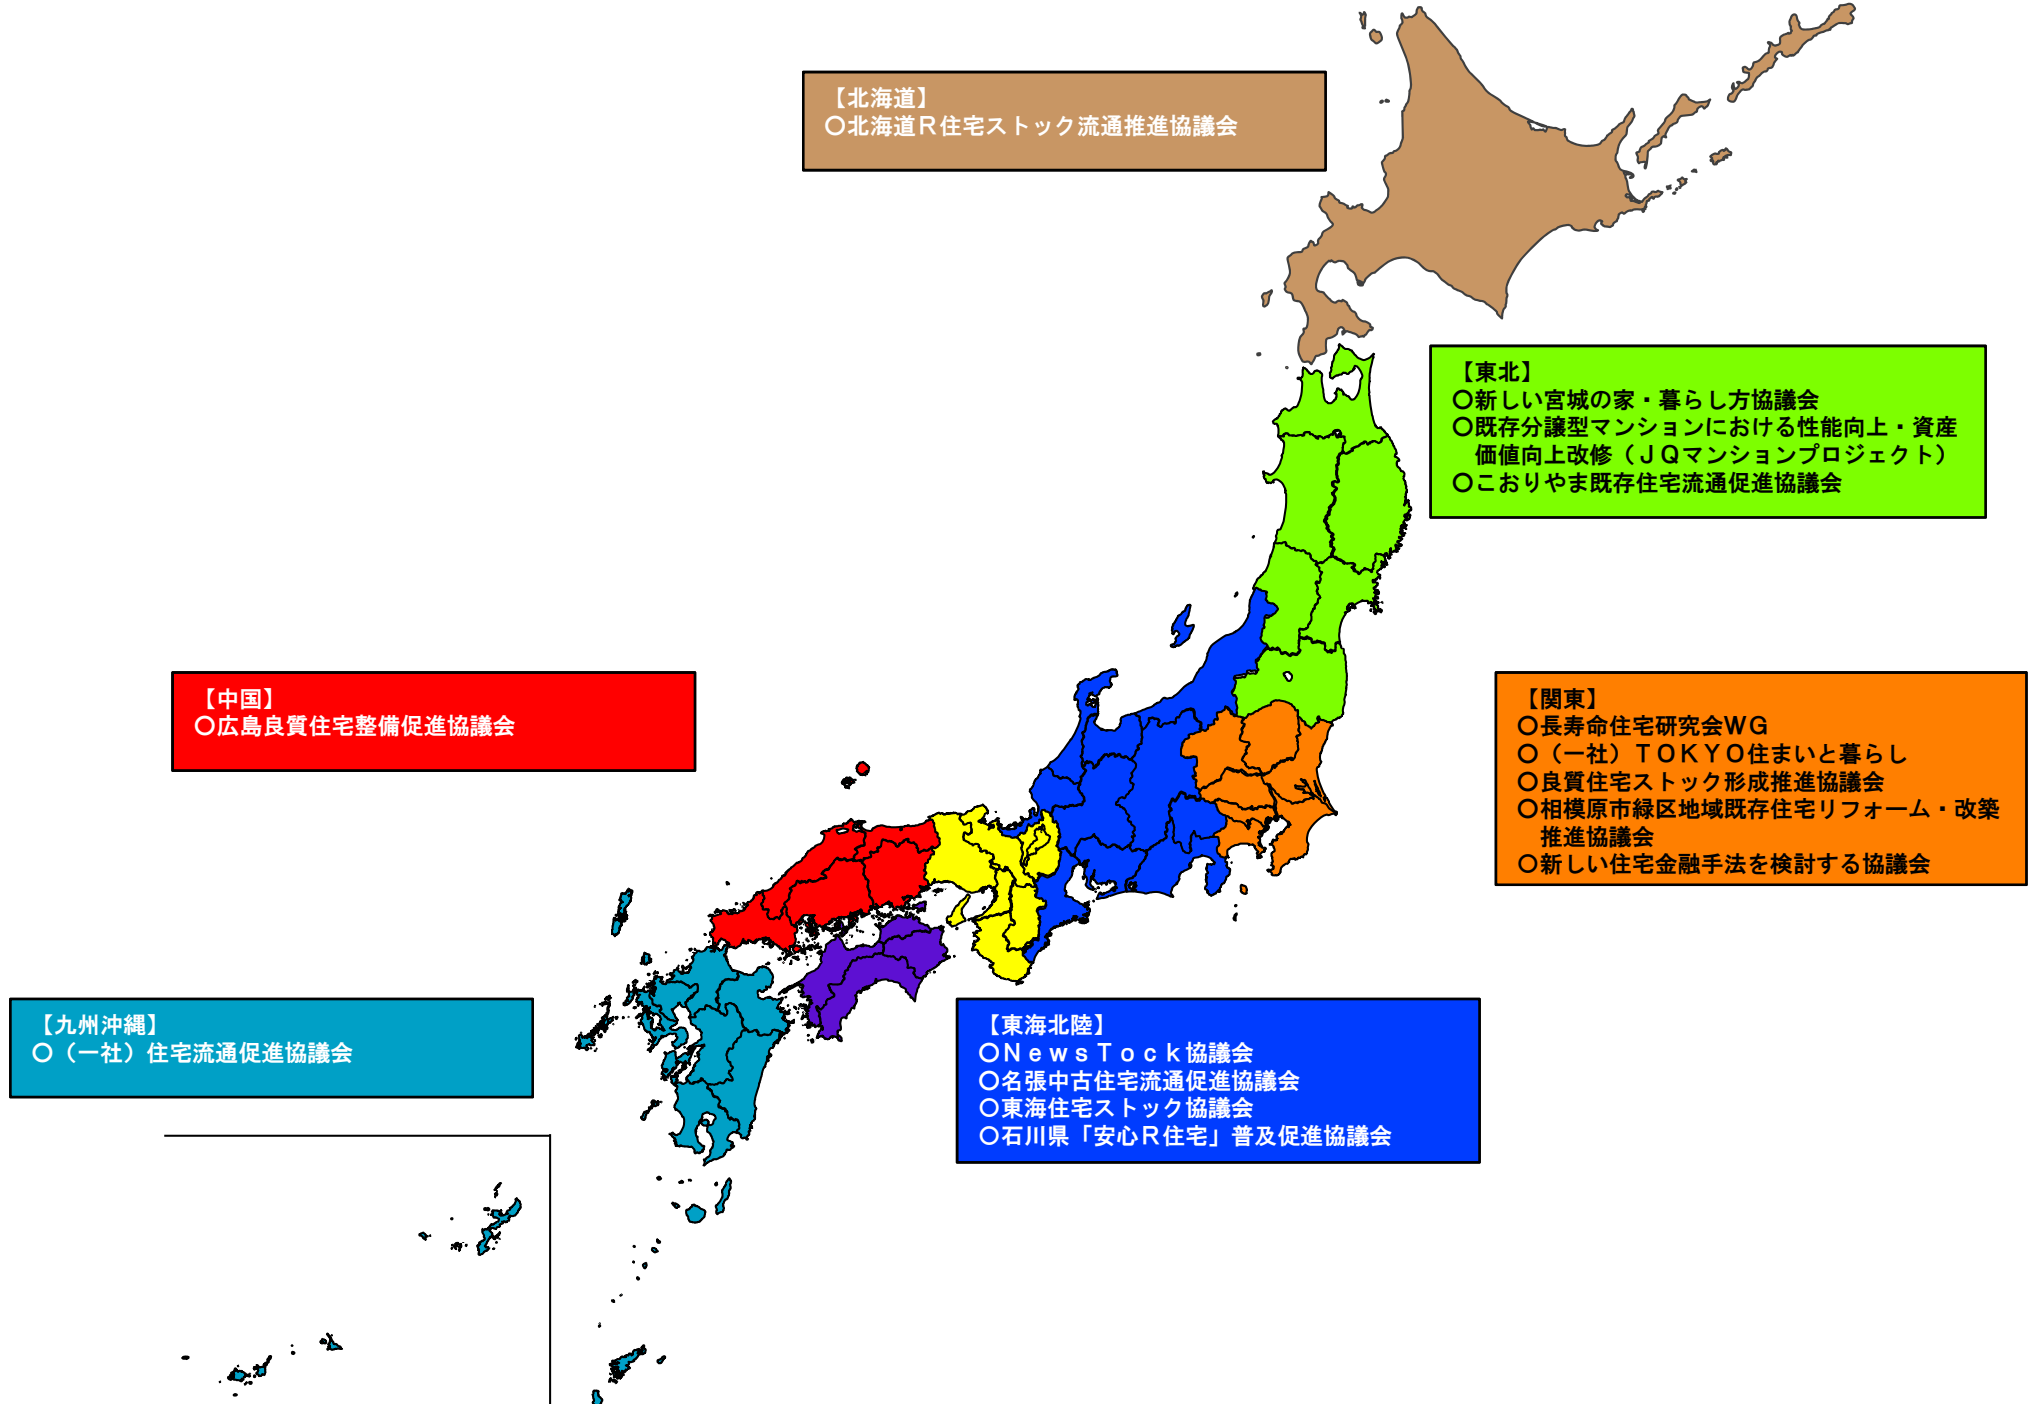 【北海道】
○北海道Ｒ住宅ストック流通推進協議会
【東北】
○新しい宮城の家・暮らし方協議会
○既存分譲型マンションにおける性能向上・資産
価値向上改修（ＪＱマンションプロジェクト）
○こおりやま既存住宅流通促進協議会
【中国】
○広島良質住宅整備促進協議会
【関東】
○長寿命住宅研究会WG
○（一社）ＴＯＫＹＯ住まいと暮らし
○良質住宅ストック形成推進協議会
○相模原市緑区地域既存住宅リフォーム・改築
推進協議会
○新しい住宅金融手法を検討する協議会
【九州沖縄】
○（一社）住宅流通促進協議会
【東海北陸】
○ＮｅｗｓＴｏｃｋ協議会
○名張中古住宅流通促進協議会
○東海住宅ストック協議会
○石川県「安心Ｒ住宅」普及促進協議会